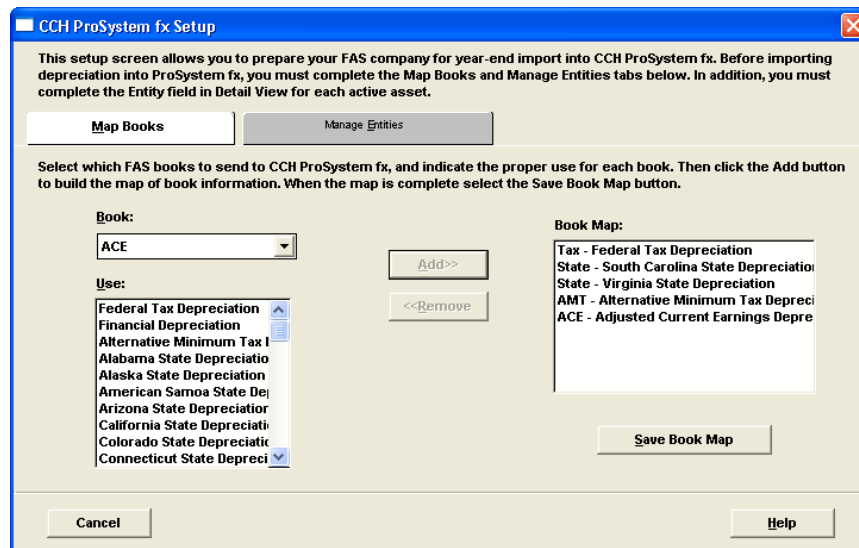 CCH ProSystem fx Setup
This setup screen allows you to prepare your FAS company for year-end import into CCH ProSystem fx. Before importing
depreciation into ProSystem fx, you must complete the Map Books and Manage Entities tabs below. In addition, you must
complete the Entity field in Detail View for each active asset.
Map Books
Manage Entities
Select which FAS books to send to CCH ProSystem fx, and indicate the proper use for each book. Then click the Add button
to build the map of book information. When the map is complete select the Save Book Map button.
Book:
ACE
Use:
Federal Tax Depreciation
Financial Depreciation
Alternative Minimum Tax
Alabama State Depreciatio
Alaska State Depreciation
American Samoa State De
Arizona State Depreciation
California State Depreciati
Colorado State Depreciatio
Connecticut State Depreci
Add>>
<<Remove
Book Map:
Tax - Federal Tax Depreciation
State - South Carolina State Depreciation
State - Virginia State Depreciation
AMT - Alternative Minimum Tax Depreci
ACE - Adjusted Current Earnings Depre
Save Book Map
Cancel
Help